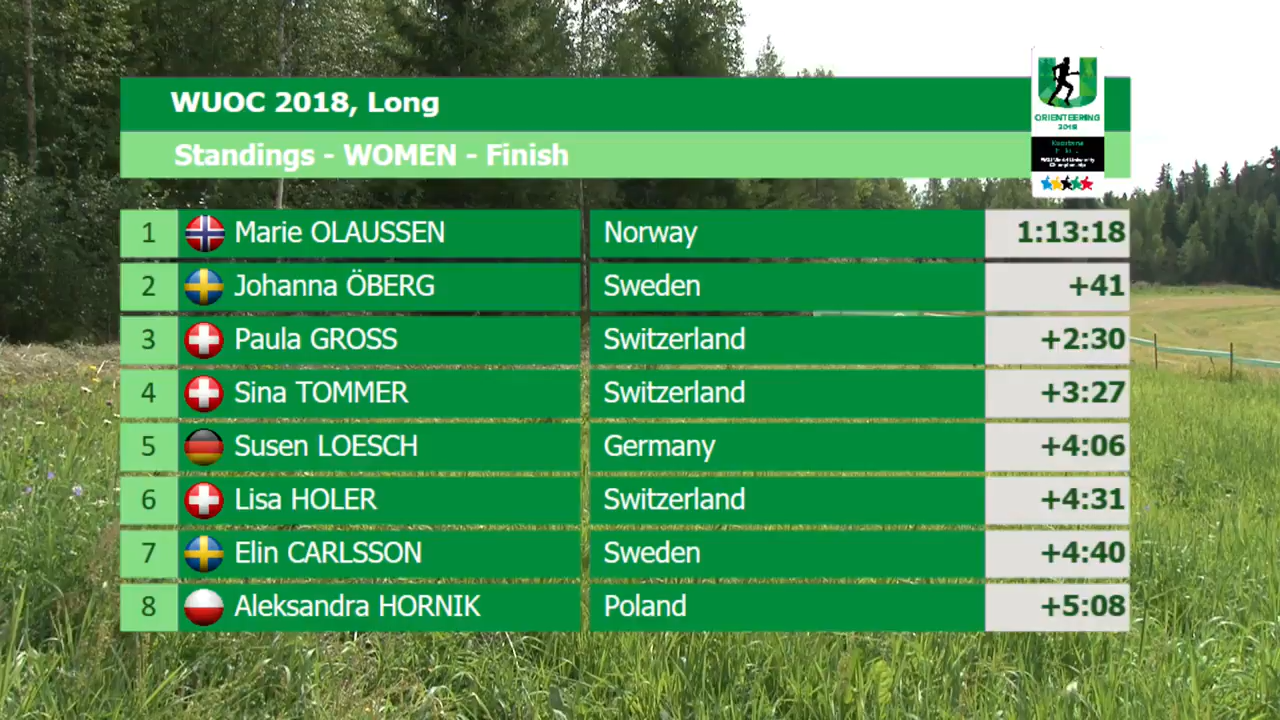 WUOC 2018, Long
Standings - WOMEN - Finish
ORIENTEERING
2018
1 Marie OLAUSSEN Norway 1:13:18
2 Johanna ÖBERG Sweden +41
3 Paula GROSS Switzerland +2:30
4 Sina TOMMER Switzerland +3:27
5 Susen LOESCH Germany +4:06
6 Lisa HOLER Switzerland +4:31
7 Elin CARLSSON Sweden +4:40
8 Aleksandra HORNIK Poland +5:08